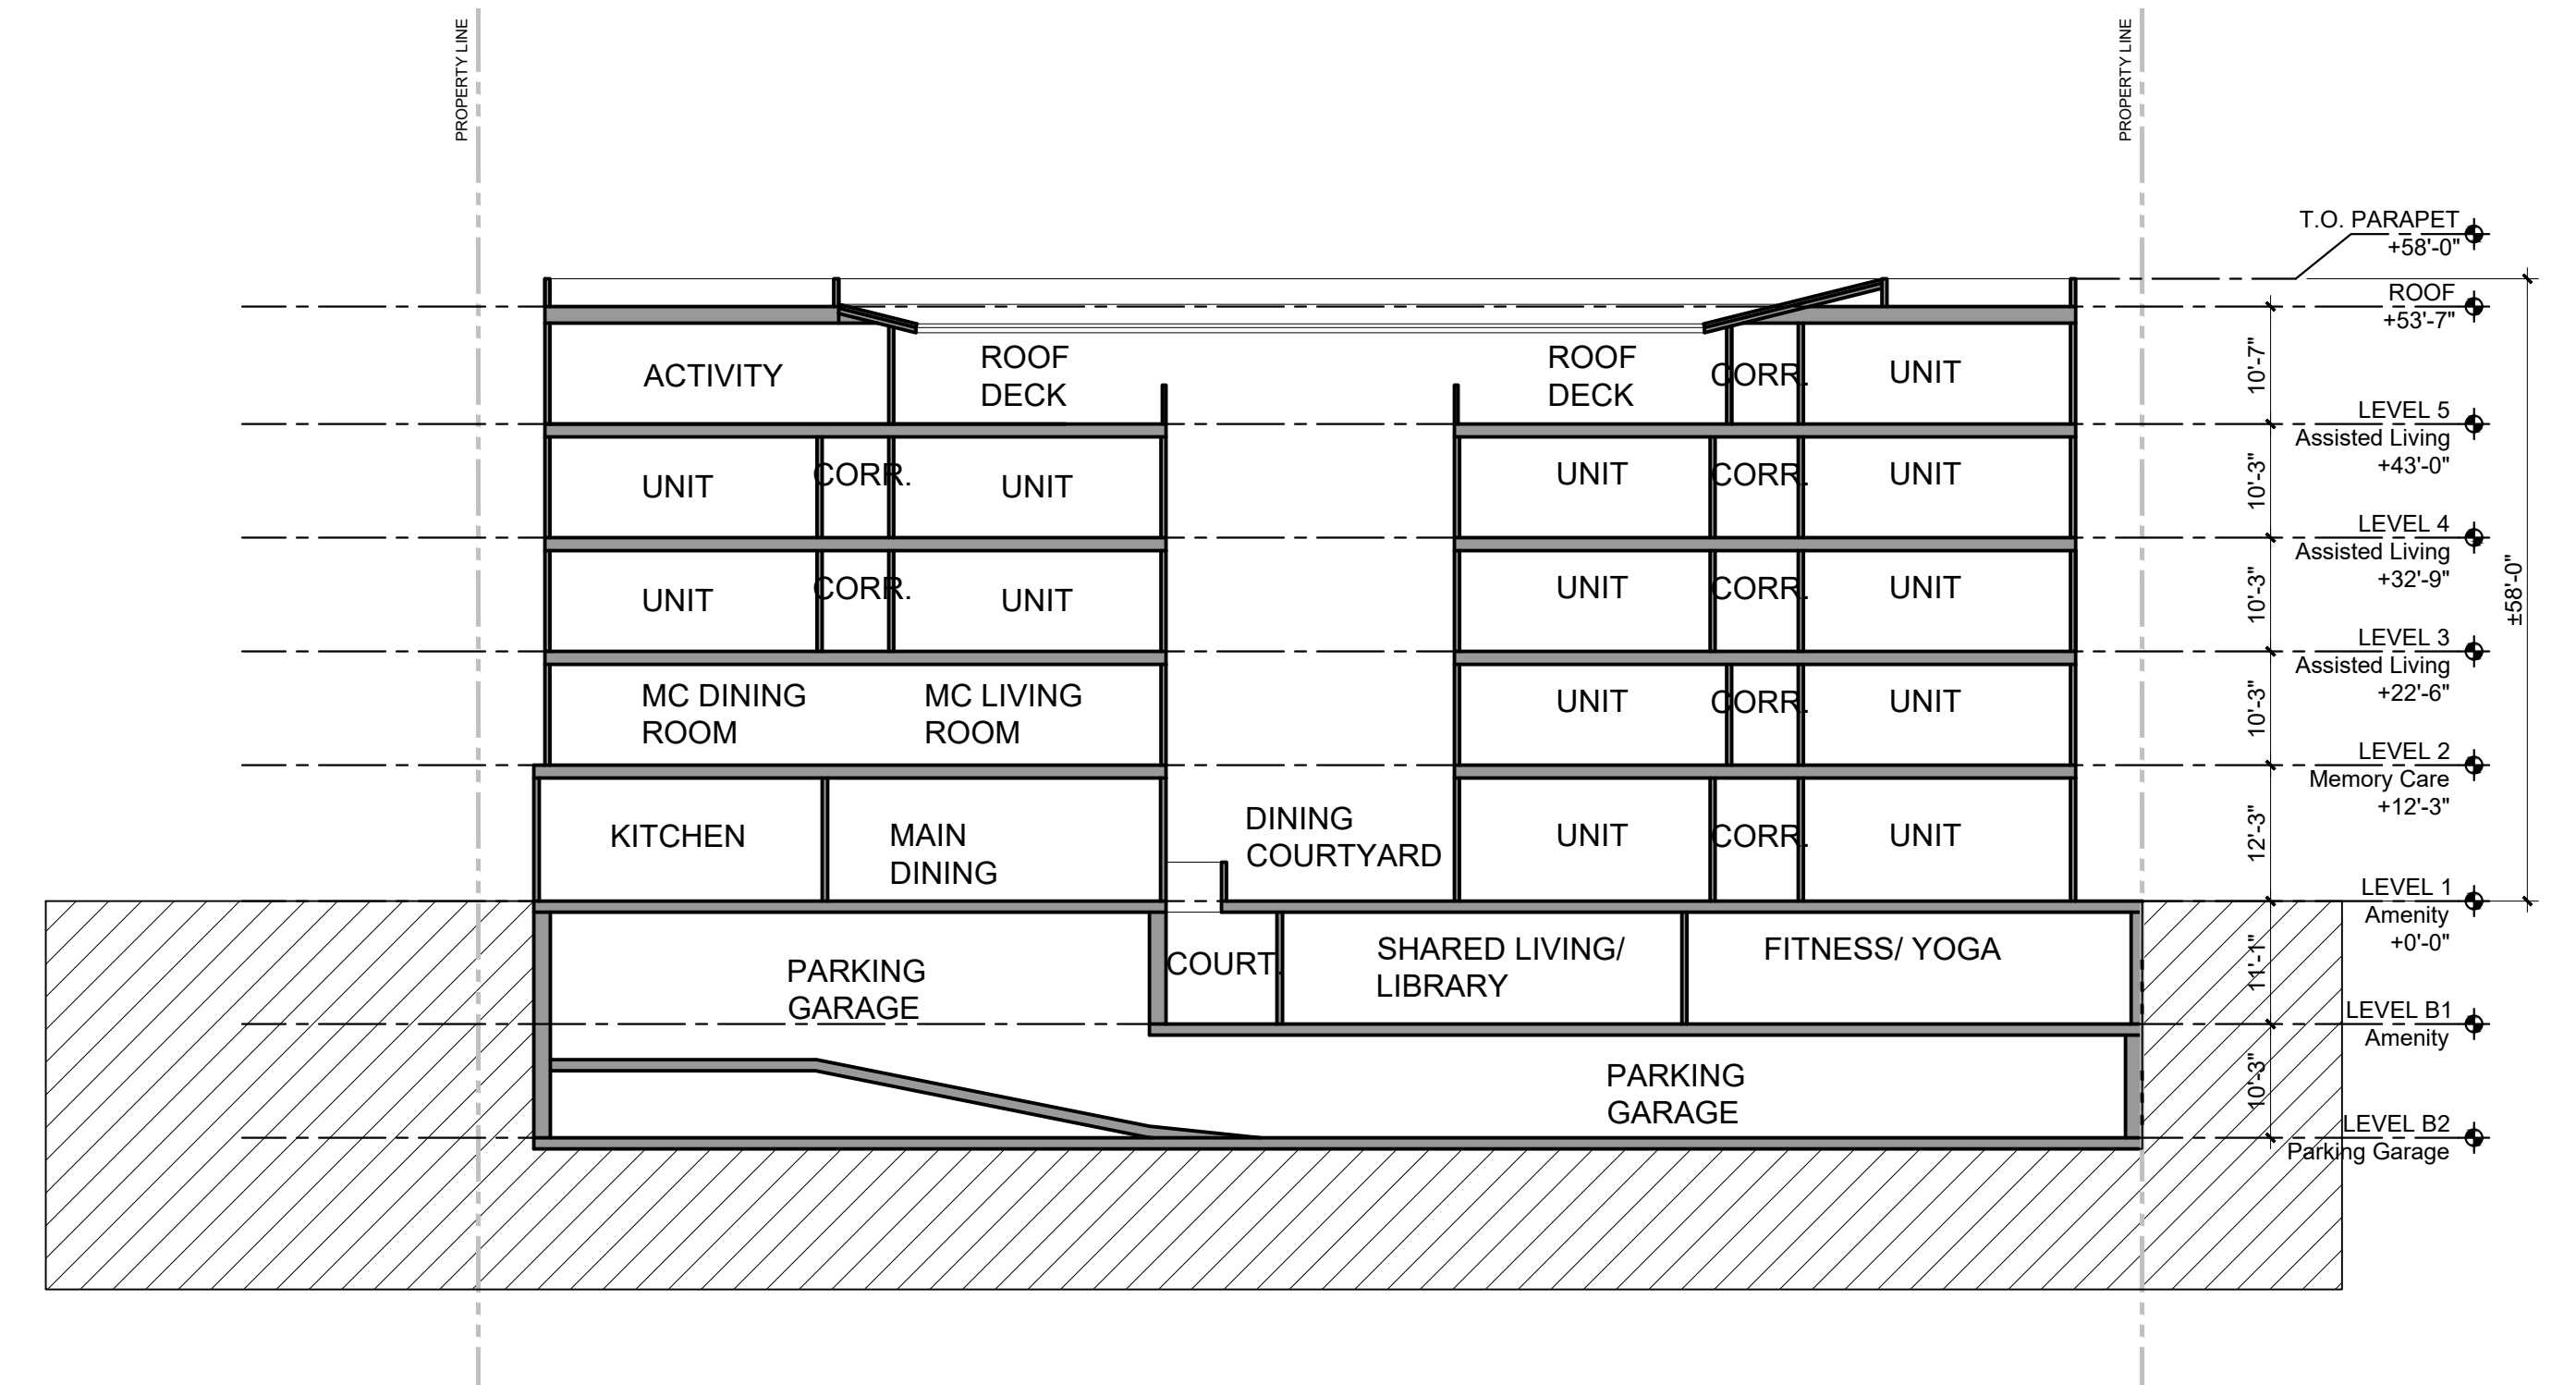 PROPERTY LINE
PROPERTY LINE
T.O. PARAPET
+58'-0"
ROOF
+53'-7"
ACTIVITY
ROOF
DECK
ROOF
DECK
CORR.
UNIT
10'-7"
LEVEL 5
Assisted Living
+43'-0"
UNIT
CORR.
UNIT
UNIT
CORR.
UNIT
10'-3"
LEVEL 4
Assisted Living
+32'-9"
UNIT
CORR.
UNIT
UNIT
CORR.
UNIT
10'-3"
±58'-0"
LEVEL 3
Assisted Living
+22'-6"
MC DINING
ROOM
MC LIVING
ROOM
UNIT
CORR.
UNIT
10'-3"
LEVEL 2
Memory Care
+12'-3"
KITCHEN
MAIN
DINING
DINING
COURTYARD
UNIT
CORR.
UNIT
12'-3"
LEVEL 1
Amenity
+0'-0"
PARKING
GARAGE
COURT.
SHARED LIVING/
LIBRARY
FITNESS/ YOGA
11'-1"
LEVEL B1
Amenity
PARKING
GARAGE
10'-3"
LEVEL B2
Parking Garage